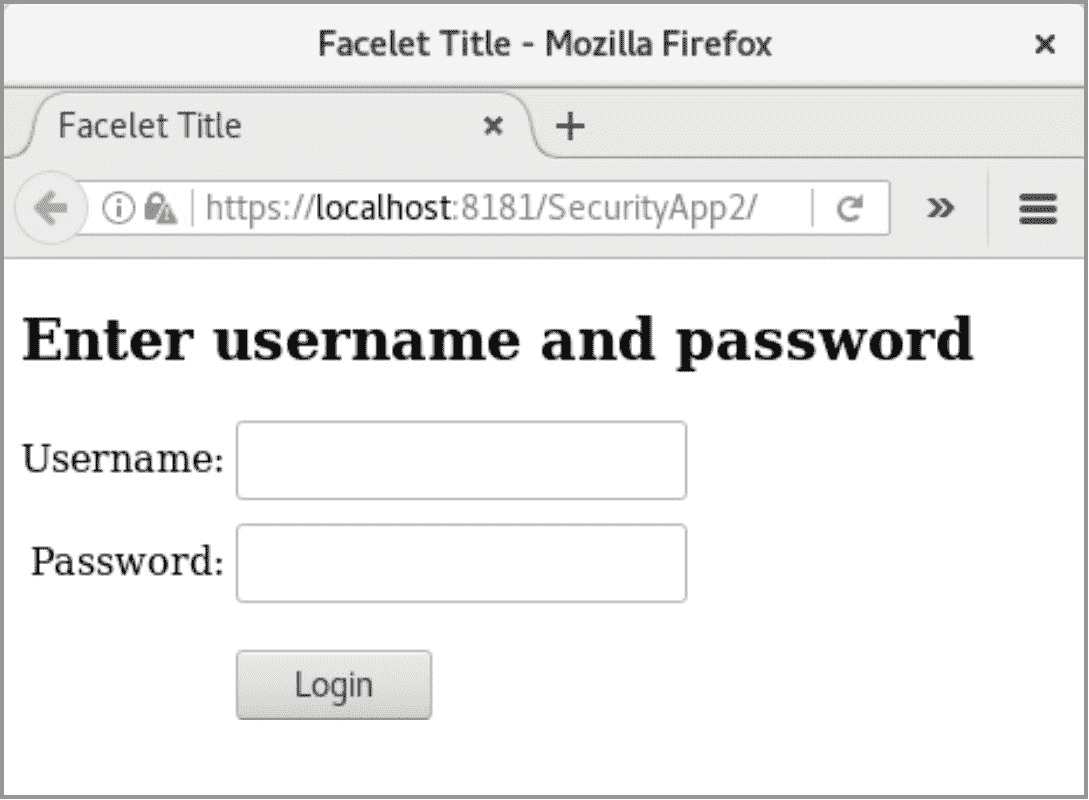 Facelet Title - Mozilla Firefox
Facelet Title
https://localhost:8181/SecurityApp2/
Enter username and password
Username:
Password:
Login